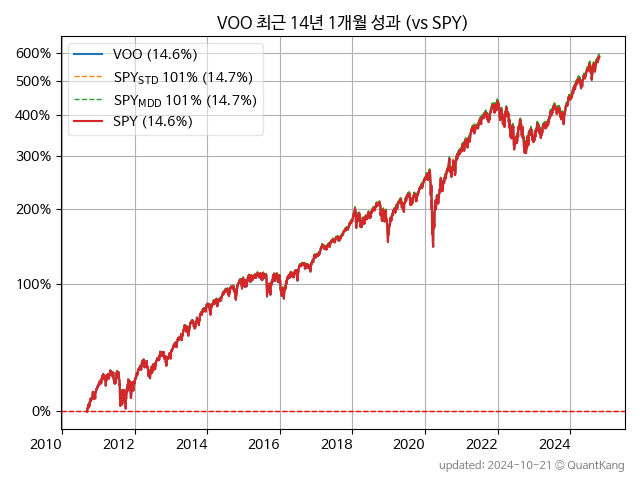 VOO 최근 14년 1개월 성과 (vs SPY)
600%
500%
400%
300%
200%
100%
0%
VOO (14.6%)
SPY_STD 101% (14.7%)
SPY_MDD 101% (14.7%)
SPY (14.6%)
2010 2012 2014 2016 2018 2020 2022 2024
updated: 2024-10-21 © QuantKang